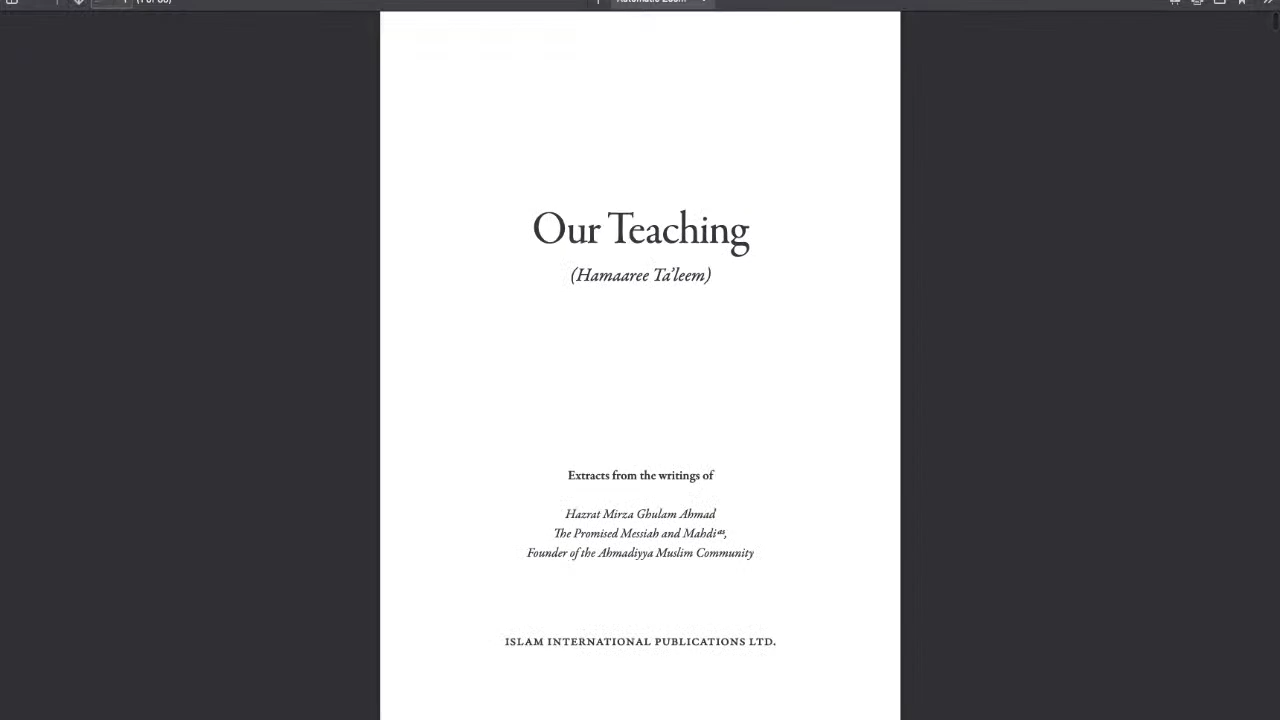 Our Teaching
(Hamaaree Ta'leem)
Extracts from the writings of
Hazrat Mirza Ghulam Ahmad
The Promised Messiah and Mahdi as,
Founder of the Ahmadiyya Muslim Community
ISLAM INTERNATIONAL PUBLICATIONS LTD.